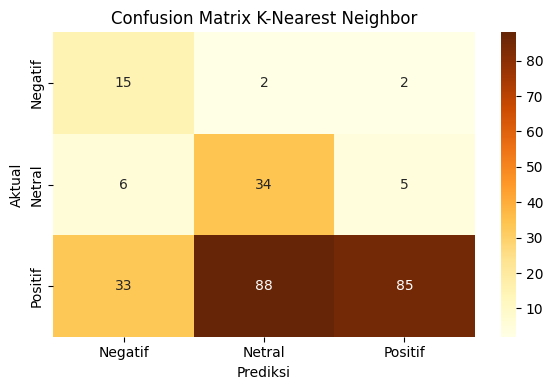 Confusion Matrix K-Nearest Neighbor
Aktual
Negatif
15 2 2
Netral
6 34 5
Positif
33 88 85
Negatif Netral Positif
Prediksi
80
70
60
50
40
30
20
10